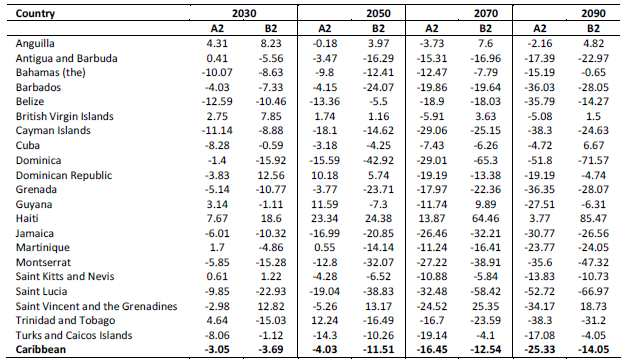 Country 2030 2050 2070 2090
A2 B2 A2 B2 A2 B2 A2 B2
Anguilla 4.31 8.23 -0.18 3.97 -3.73 7.6 -2.16 4.82
Antigua and Barbuda 0.41 -5.56 -3.47 -16.29 -15.31 -16.96 -17.39 -22.97
Bahamas (the) -10.07 -8.63 -9.8 -12.41 -12.47 -7.79 -15.19 -0.65
Barbados -4.03 -7.33 -4.15 -24.07 -19.86 -19.64 -36.03 -28.05
Belize -12.59 -10.46 -13.36 -5.5 -18.9 -18.03 -35.79 -14.27
British Virgin Islands 2.75 7.85 1.74 1.16 -5.91 3.63 -5.08 1.5
Cayman Islands -11.14 -8.88 -18.1 -14.62 -29.06 -25.15 -38.3 -24.63
Cuba -8.28 -0.59 -3.18 -4.25 -7.43 -6.26 -4.72 6.67
Dominica -1.4 -15.92 -15.59 -42.92 -29.01 -65.3 -51.8 -71.57
Dominican Republic -3.83 12.56 10.18 5.74 -19.19 -13.38 -19.19 -4.74
Grenada -5.14 -10.77 -3.77 -23.71 -17.97 -22.36 -36.35 -28.07
Guyana 3.14 -1.11 11.59 -7.3 -11.74 9.89 -27.51 -6.31
Haiti 7.67 18.6 23.34 24.38 13.87 64.46 3.77 85.47
Jamaica -6.01 -10.32 -16.99 -20.85 -26.46 -32.21 -30.77 -26.56
Martinique 1.7 -4.86 0.55 -14.14 -11.24 -16.41 -23.77 -24.05
Montserrat -5.85 -15.28 -12.8 -32.07 -27.22 -38.91 -35.6 -47.32
Saint Kitts and Nevis 0.61 1.22 -4.28 -6.52 -10.88 -5.84 -13.83 -10.73
Saint Lucia -9.85 -22.93 -19.04 -38.83 -32.48 -58.42 -52.72 -66.97
Saint Vincent and the Grenadines -2.98 12.82 -5.26 13.17 -24.52 25.35 -34.17 18.73
Trinidad and Tobago 4.64 -15.03 12.24 -16.49 -16.7 -23.59 -38.3 -31.2
Turks and Caicos Islands -8.06 -1.12 -14.3 -10.26 -19.14 -4.1 -17.08 -4.05
Caribbean -3.05 -3.69 -4.03 -11.51 -16.45 -12.54 -25.33 -14.05